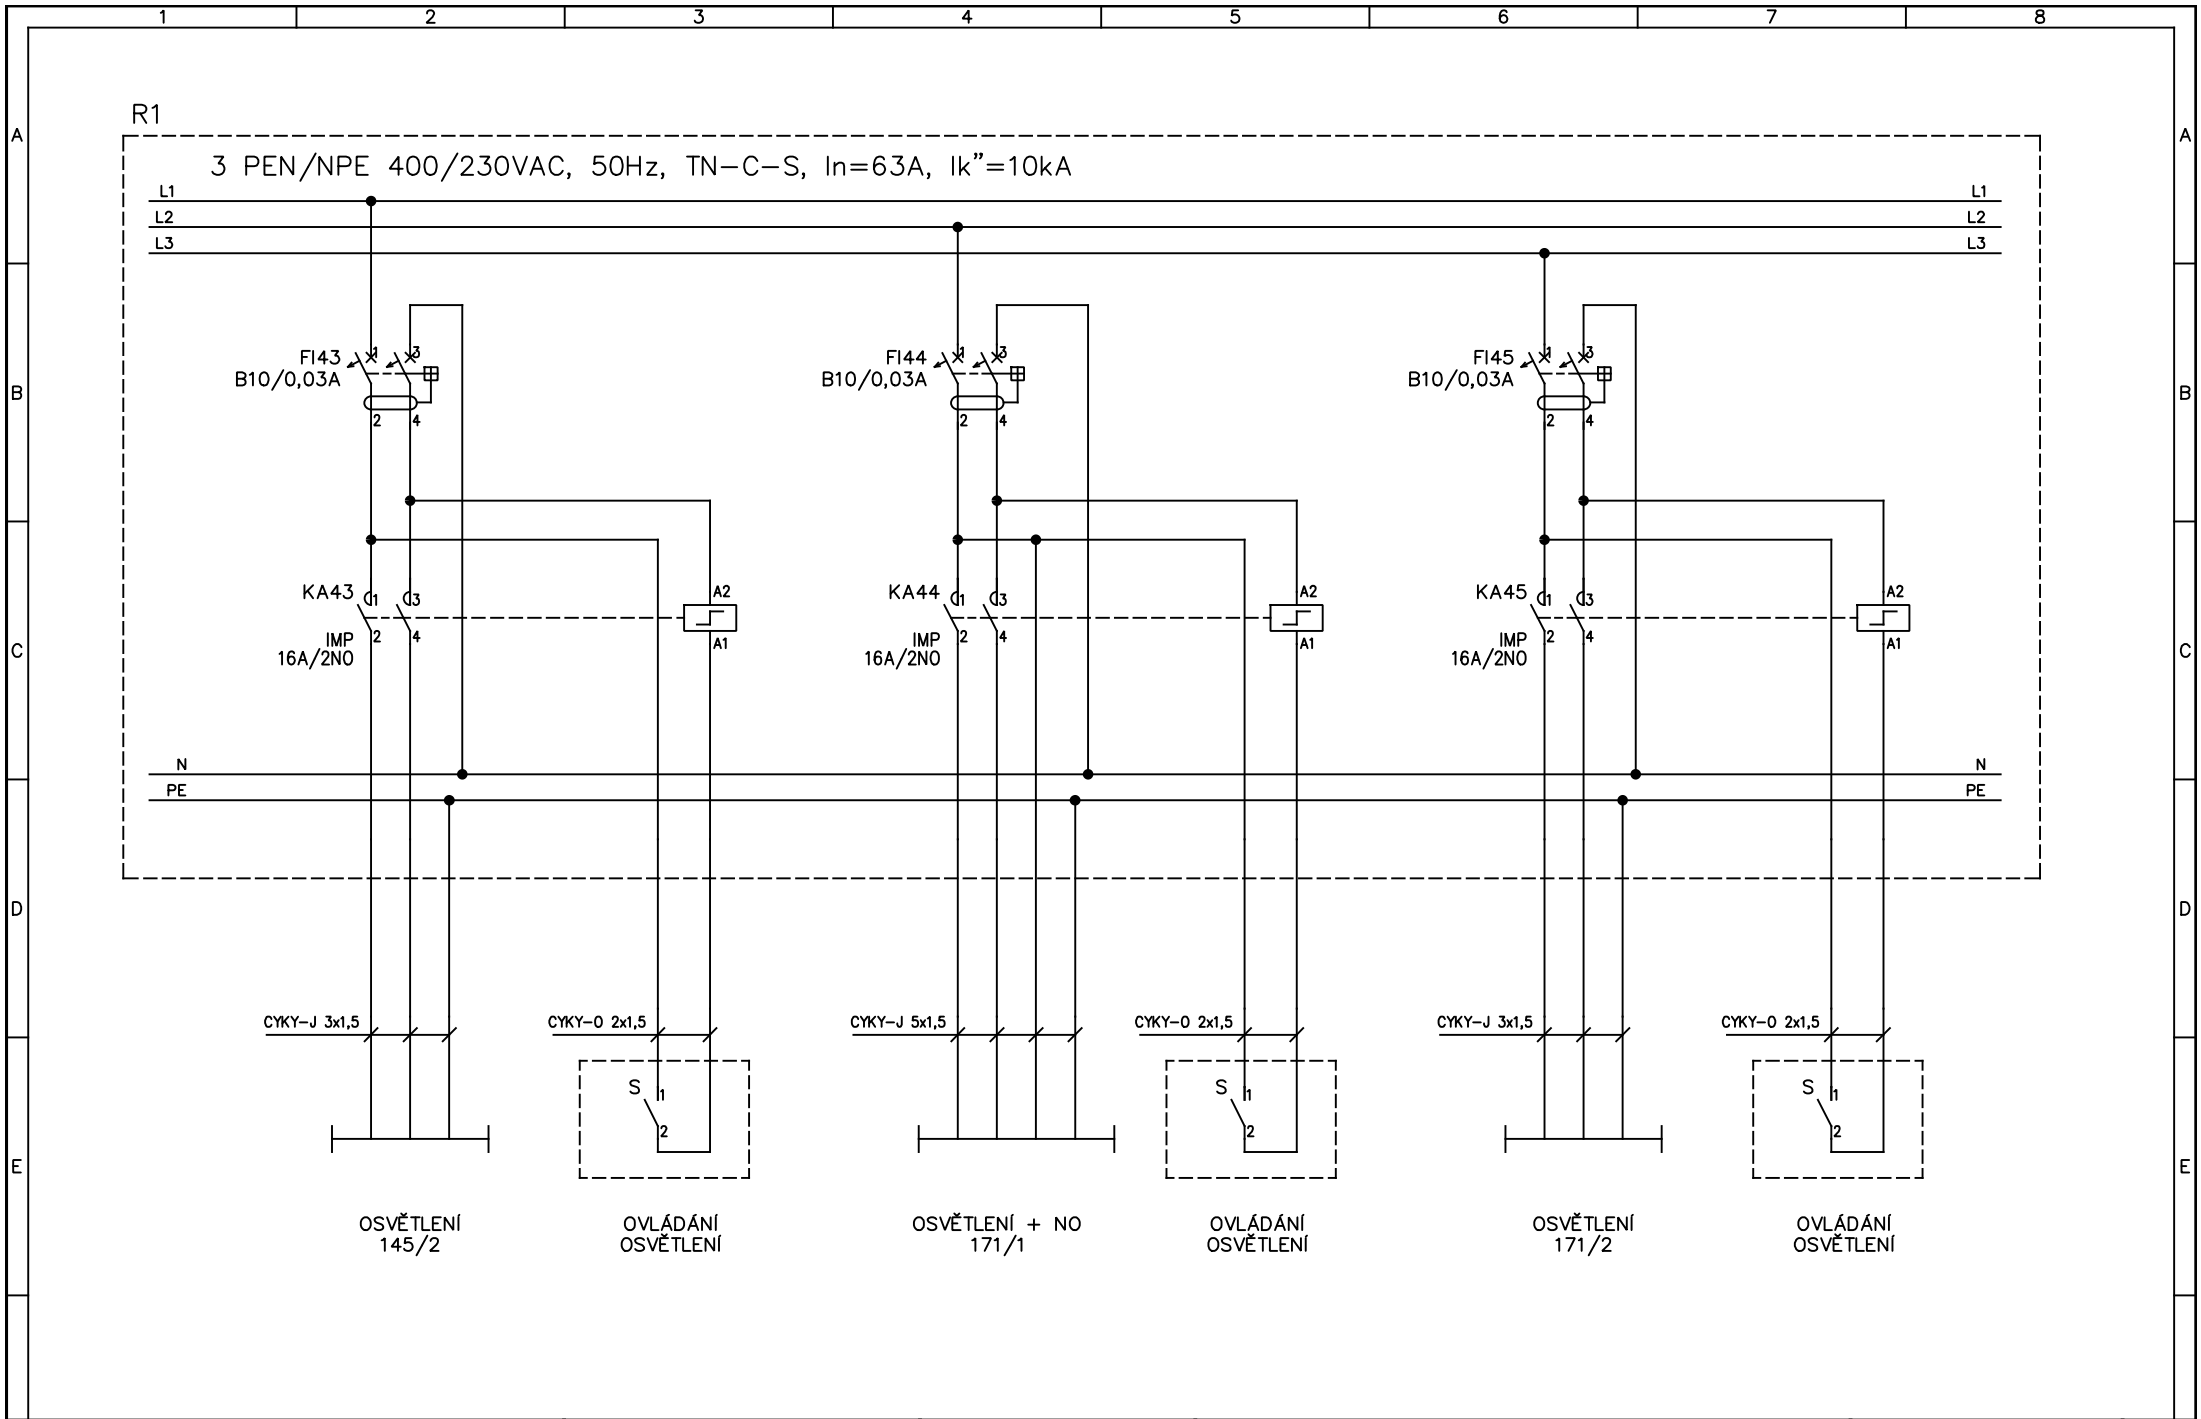 1 2 3 4 5 6 7 8
A A
R1
3 PEN/NPE 400/230VAC, 50Hz, TN-C-S, In=63A, Ik”=10kA
L1 L1
L2 L2
L3 L3
FI43 1 3 FI44 1 3 FI45 1 3
B10/0,03A B10/0,03A B10/0,03A
B B
2 4 2 4 2 4
KA43 1 3 A2 KA44 1 3 A2 KA45 1 3 A2
IMP 2 4 A1 IMP 2 4 A1 IMP 2 4 A1
16A/2NO 16A/2NO 16A/2NO
C C
N N
PE PE
D D
CYKY-J 3x1,5 CYKY-O 2x1,5 CYKY-J 5x1,5 CYKY-O 2x1,5 CYKY-J 3x1,5 CYKY-O 2x1,5
S 1 S 1 S 1
2 2 2
E E
OSVĚTLENÍ OVLÁDÁNÍ OSVĚTLENÍ + NO OVLÁDÁNÍ OSVĚTLENÍ OVLÁDÁNÍ
145/2 OSVĚTLENÍ 171/1 OSVĚTLENÍ 171/2 OSVĚTLENÍ